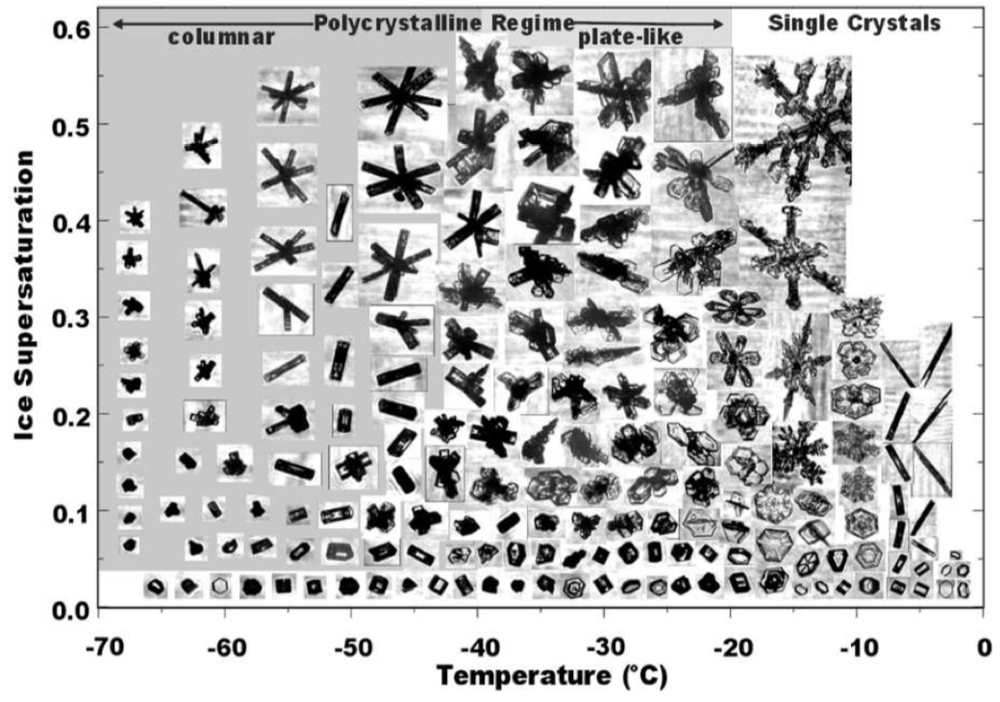 Polycrystalline Regime
Single Crystals
columnar
plate-like
Ice Supersaturation
0.6
0.5
0.4
0.3
0.2
0.1
0.0
-70 -60 -50 -40 -30 -20 -10 0
Temperature (°C)